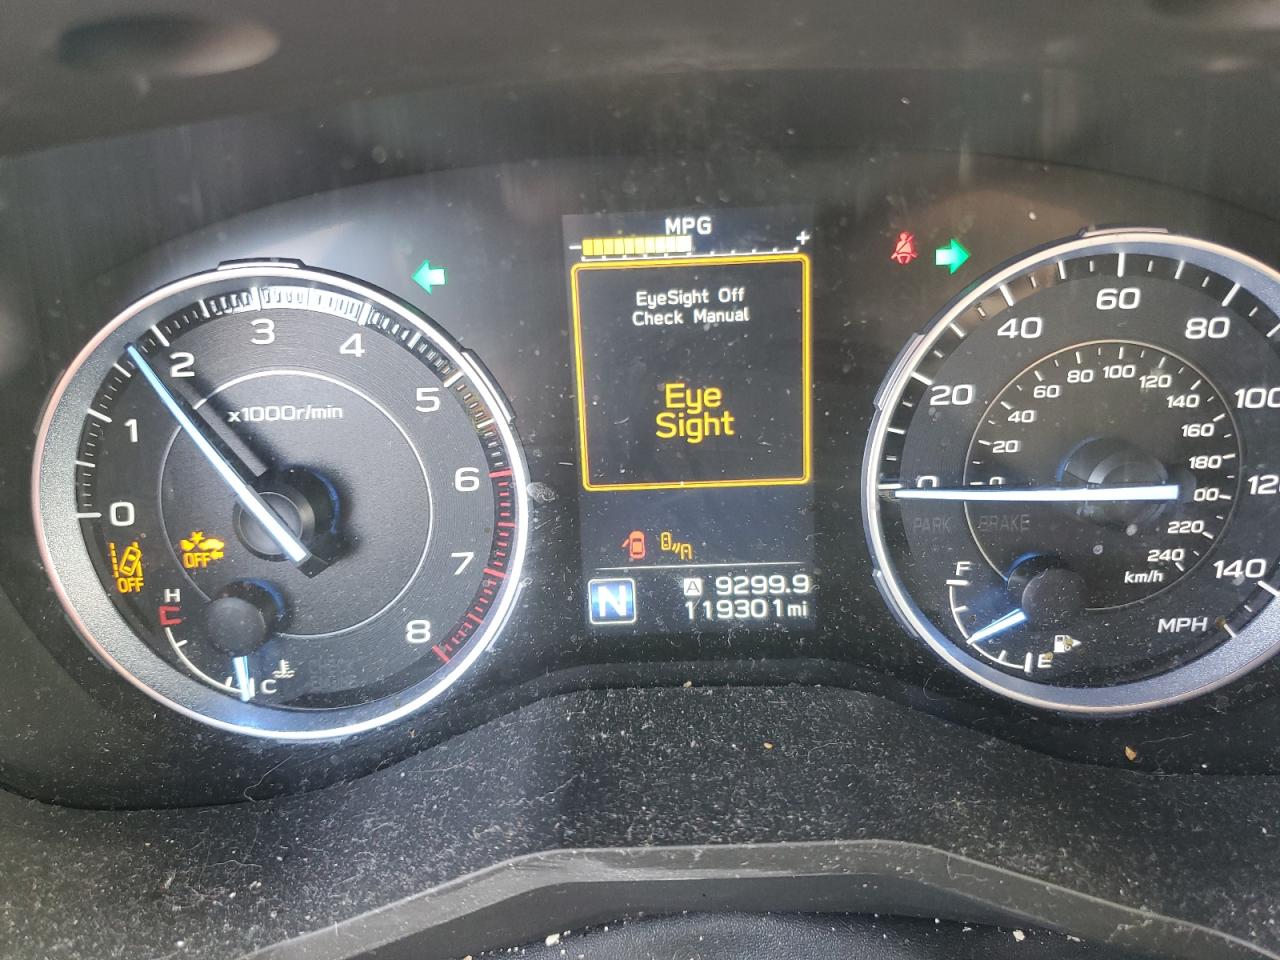 MPG
- +
EyeSight Off
Check Manual
Eye
Sight
N
A 9299.9
119301 mi
0
1
2
3
4
5
6
7
8
x1000r/min
OFF
OFF
H
C
0
20
40
60
80
100
120
140
MPH
0
20
40
60
80
100
120
140
160
180
220
240
km/h
PARK BRAKE
F
E